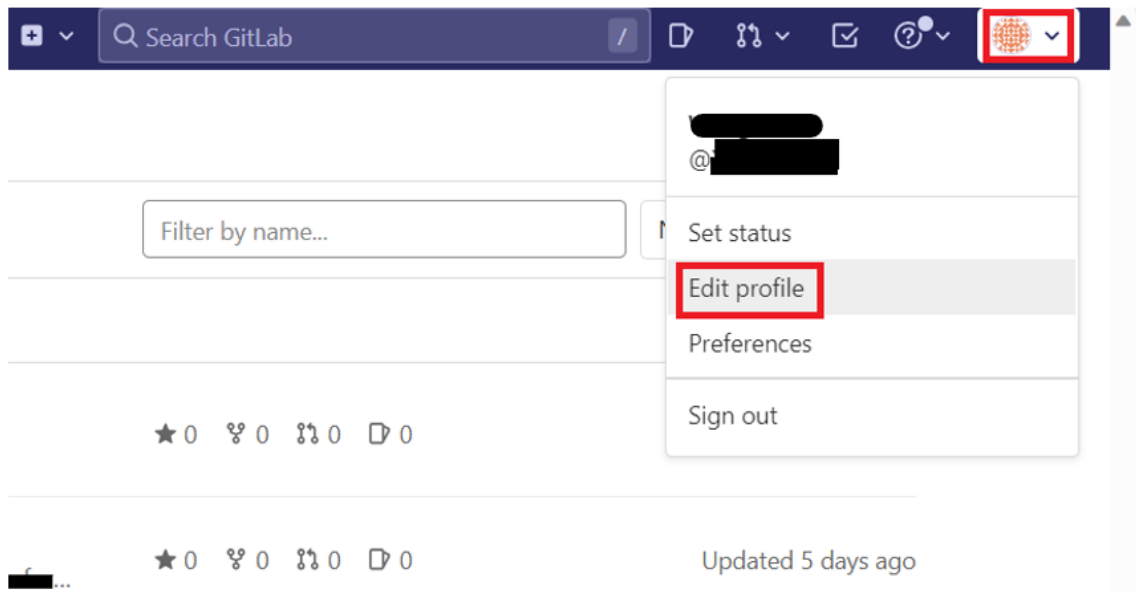 Search GitLab /
@
Filter by name...
Set status
Edit profile
Preferences
Sign out
0 0 0 0
0 0 0 0
Updated 5 days ago
...